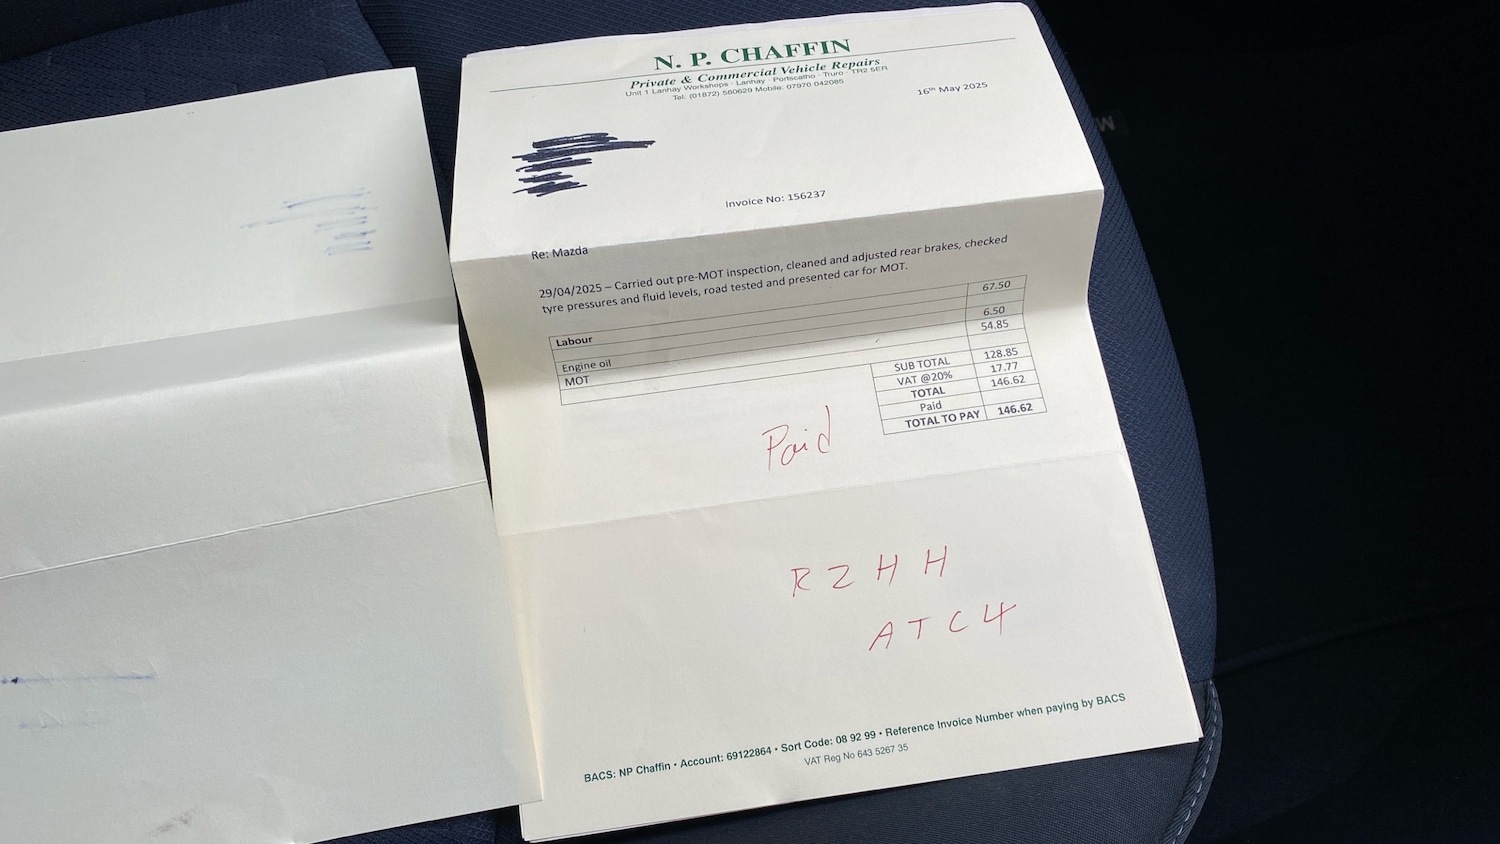 N. P. CHAFFIN
Private & Commercial Vehicle Repairs
Unit 1 Lanhay Workshops · Lanhay · Portscatho · Truro · TR2 5ER
Tel: (01872) 580629 Mobile: 07970 042085
16th May 2025
Invoice No: 156237
Re: Mazda
29/04/2025 – Carried out pre-MOT inspection, cleaned and adjusted rear brakes, checked
tyre pressures and fluid levels, road tested and presented car for MOT.
Labour 67.50
Engine oil 6.50
MOT 54.85
SUB TOTAL 128.85
VAT @20% 17.77
TOTAL 146.62
Paid
TOTAL TO PAY 146.62
Paid
RZHH
ATC4
BACS: NP Chaffin • Account: 69122864 • Sort Code: 08 92 99 • Reference Invoice Number when paying by BACS
VAT Reg No 643 5267 35